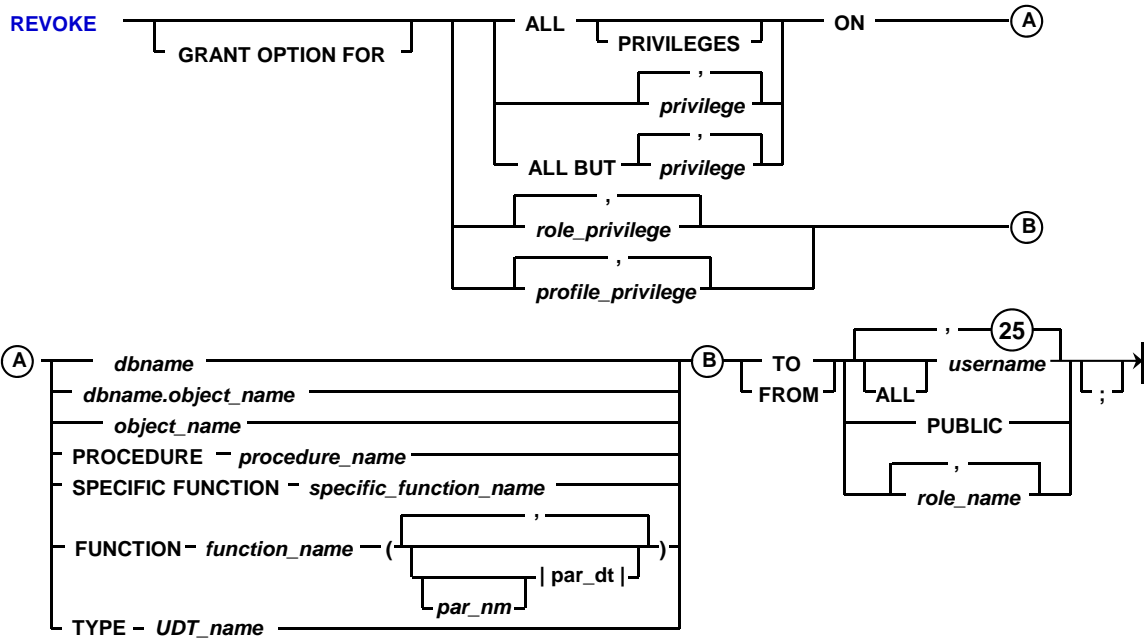 REVOKE ALL ON A
GRANT OPTION FOR PRIVILEGES
,
privilege
,
ALL BUT privilege
,
role_privilege B
,
profile_privilege
, 25
A dbname B TO username
dbname.object_name FROM ALL ;
object_name PUBLIC
PROCEDURE procedure_name ,
SPECIFIC FUNCTION specific_function_name role_name
,
FUNCTION function_name ( )
| par_dt |
par_nm
TYPE UDT_name